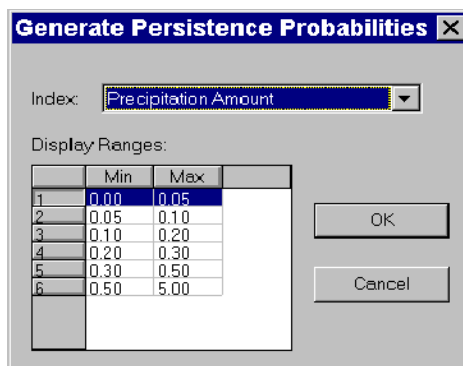 Generate Persistence Probabilities
Index: Precipitation Amount
Display Ranges:
Min Max
1 0.00 0.05
2 0.05 0.10
3 0.10 0.20
4 0.20 0.30
5 0.30 0.50
6 0.50 5.00
OK
Cancel